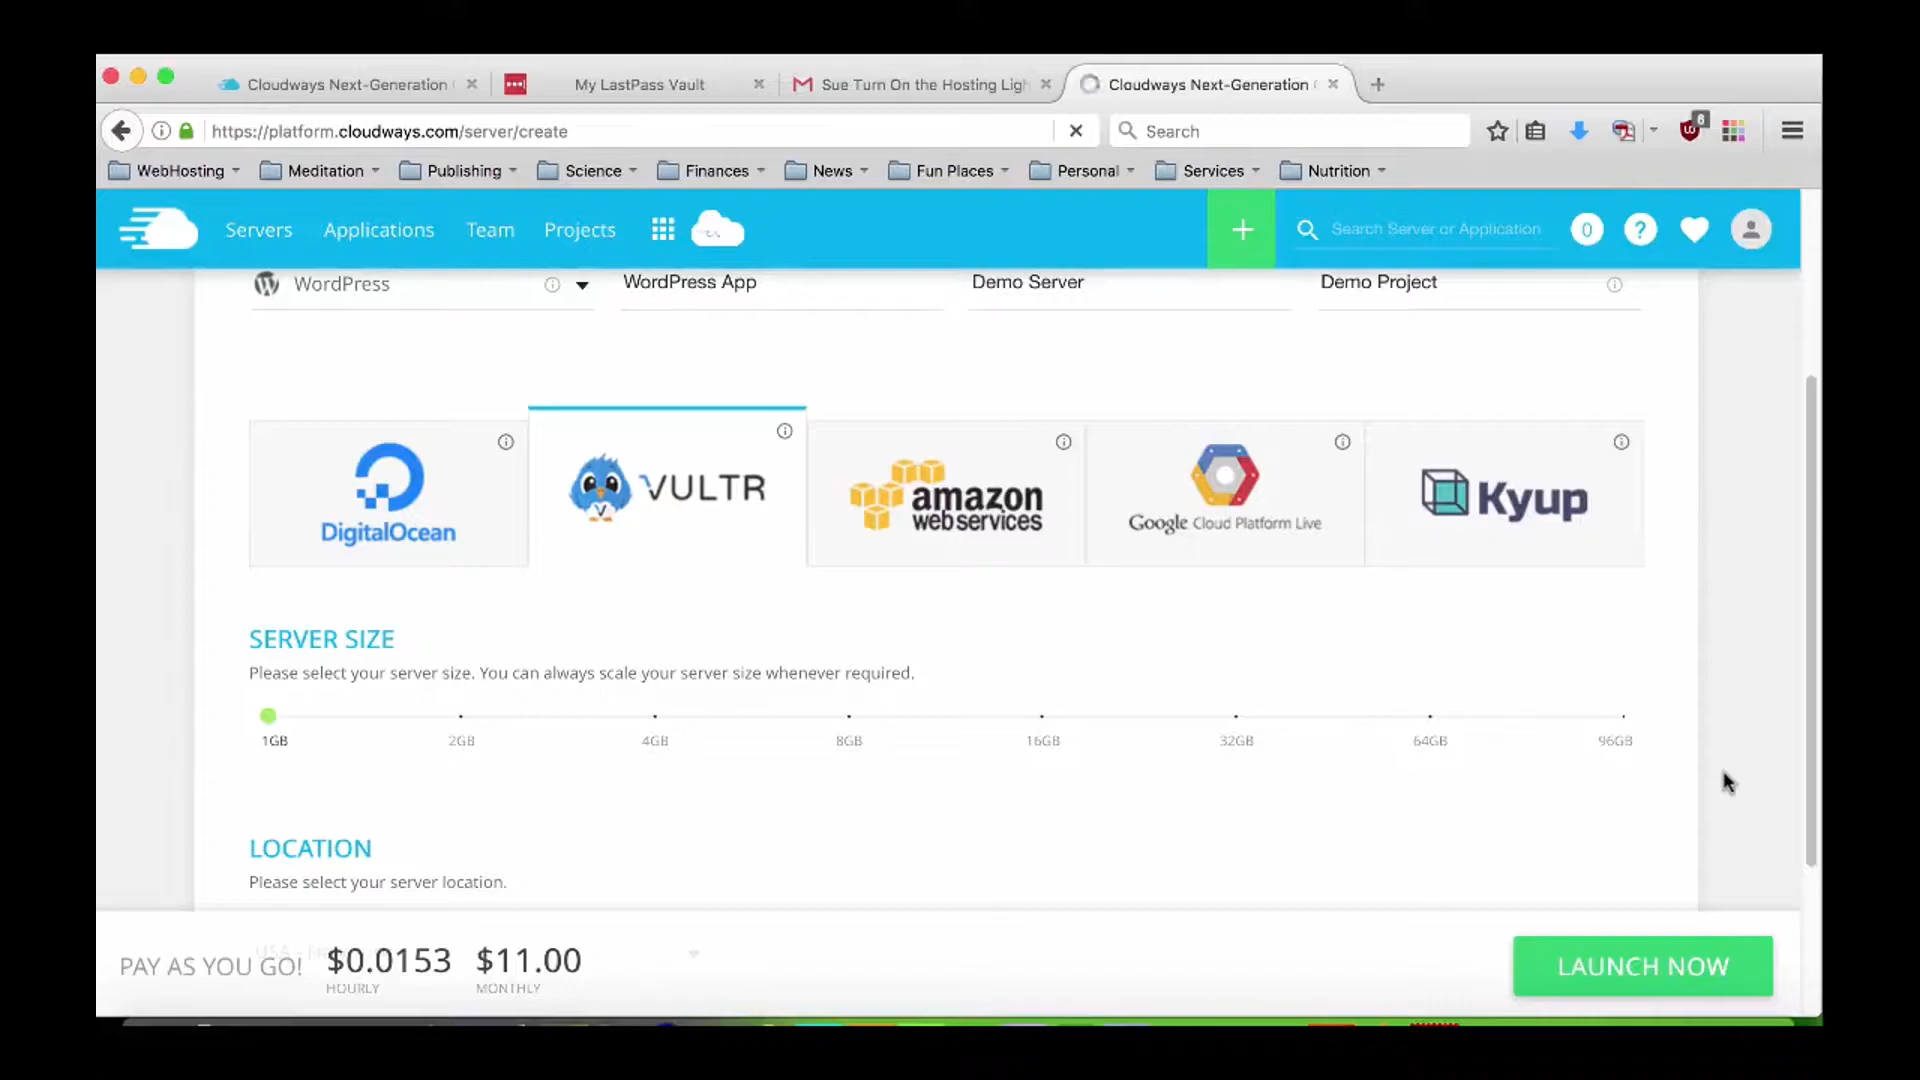 Cloudways Next-Generation
My LastPass Vault
Sue Turn On the Hosting Ligh
Cloudways Next-Generation
https://platform.cloudways.com/server/create
Search
6
WebHosting
Meditation
Publishing
Science
Finances
News
Fun Places
Personal
Services
Nutrition
Servers
Applications
Team
Projects
+
Search Server or Application
0
?
WordPress
WordPress App
Demo Server
Demo Project
DigitalOcean
VULTR
amazon
webservices
Google Cloud Platform Live
Kyup
SERVER SIZE
Please select your server size. You can always scale your server size whenever required.
1GB
2GB
4GB
8GB
16GB
32GB
64GB
96GB
LOCATION
Please select your server location.
USA -
PAY AS YOU GO!
$0.0153
HOURLY
$11.00
MONTHLY
LAUNCH NOW